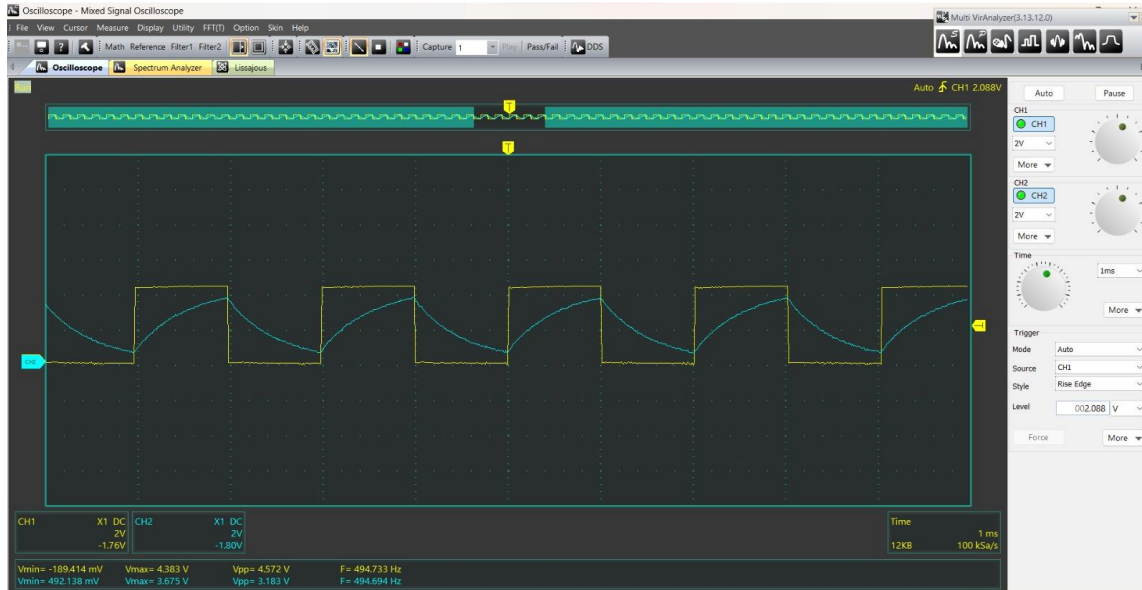 Oscilloscope - Mixed Signal Oscilloscope
Multi VirAnalyzer(3.13.12.0)
File View Cursor Measure Display Utility FFT(T) Option Skin Help
Math Reference Filter1 Filter2 Capture 1 Play Pass/Fail DDS
Oscilloscope Spectrum Analyzer Lissajous
Run
Auto CH1 2.088V
T
T
CH2
Auto Pause
CH1
CH1
2V
More
CH2
CH2
2V
More
Time
1ms
More
Trigger
Mode Auto
Source CH1
Style Rise Edge
Level 002.088 V
Force More
CH1 X1 DC
2V
-1.76V
CH2 X1 DC
2V
-1.80V
Time
1 ms
12KB 100 kSa/s
Vmin= -189.414 mV Vmax= 4.383 V Vpp= 4.572 V F= 494.733 Hz
Vmin= 492.138 mV Vmax= 3.675 V Vpp= 3.183 V F= 494.694 Hz